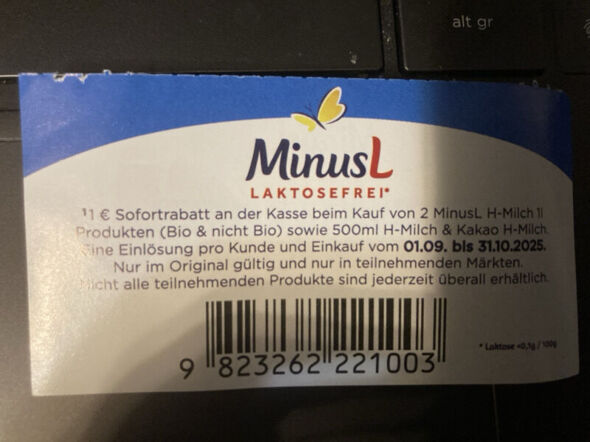 alt gr
MinusL
LAKTOSEFREI*
¹1 € Sofortrabatt an der Kasse beim Kauf von 2 MinusL H-Milch 1l
Produkten (Bio & nicht Bio) sowie 500ml H-Milch & Kakao H-Milch.
Eine Einlösung pro Kunde und Einkauf vom 01.09. bis 31.10.2025.
Nur im Original gültig und nur in teilnehmenden Märkten.
Nicht alle teilnehmenden Produkte sind jederzeit überall erhältlich.
* Laktose <0,1g / 100g
9 823262 221003